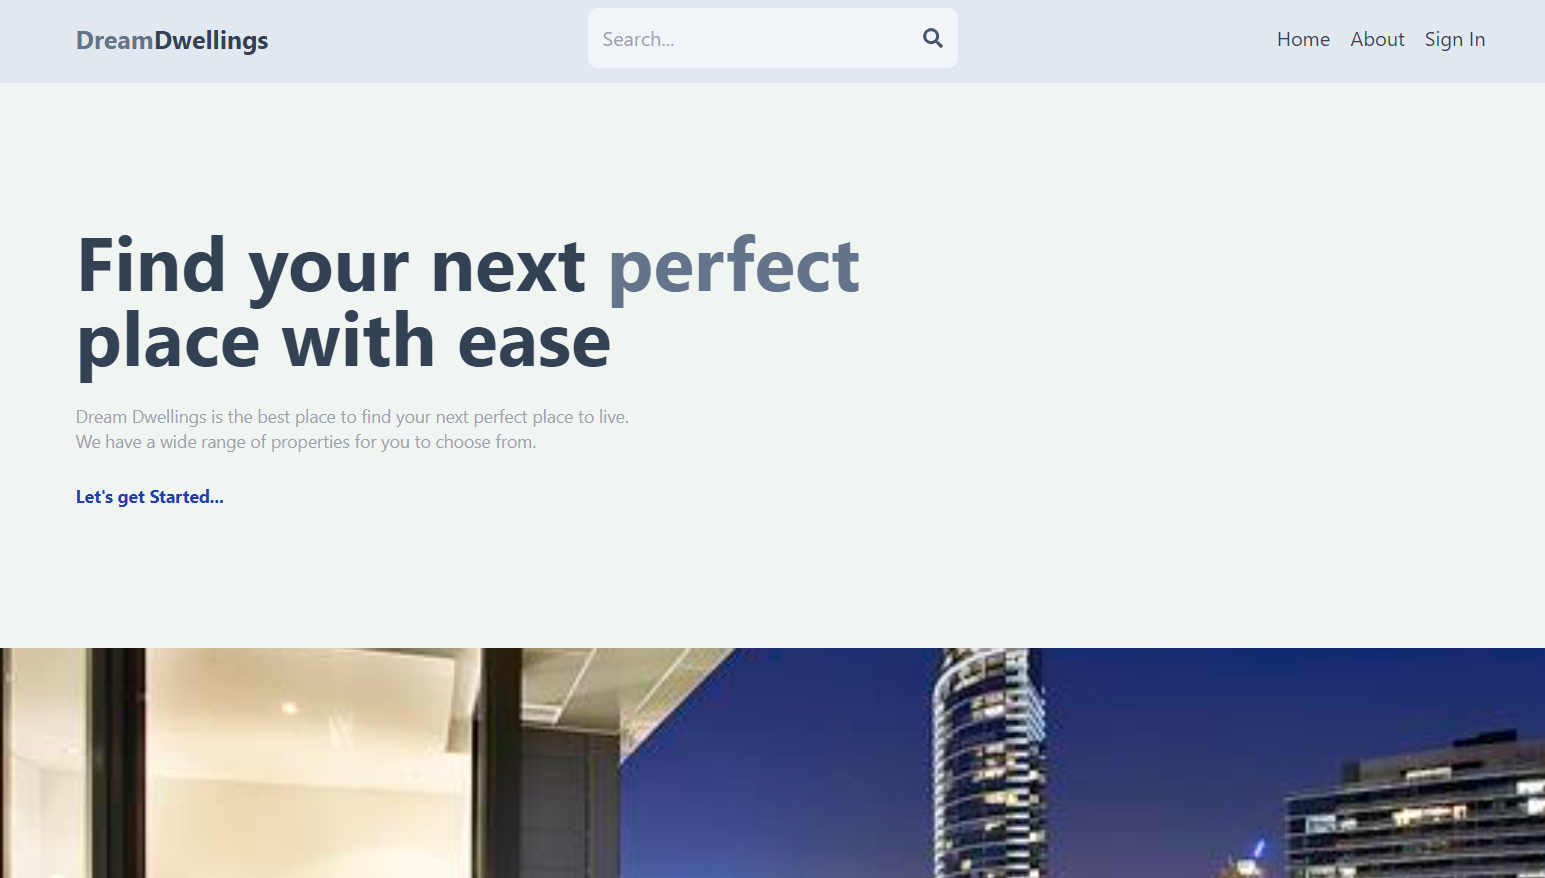 DreamDwellings
Search...
Home
About
Sign In
Find your next perfect
place with ease
Dream Dwellings is the best place to find your next perfect place to live.
We have a wide range of properties for you to choose from.
Let's get Started...